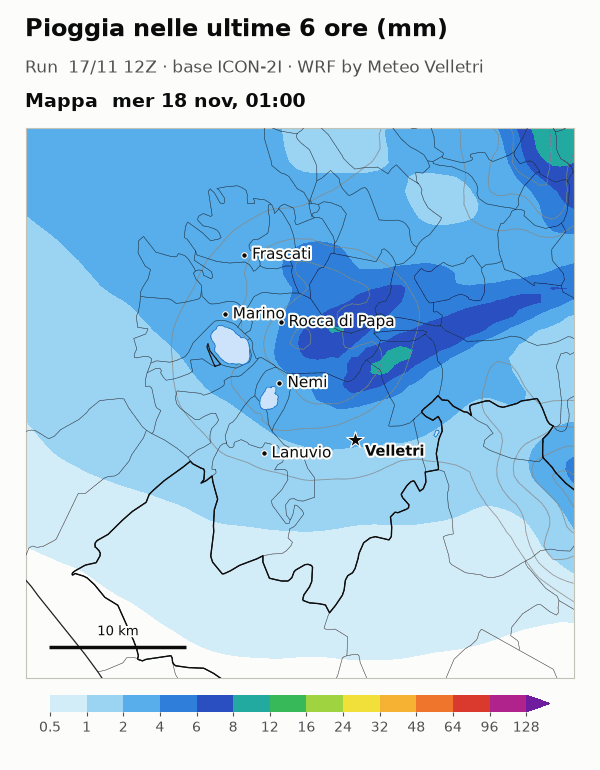 Pioggia nelle ultime 6 ore (mm)
Run  17/11 12Z · base ICON-2I · WRF by Meteo Velletri
Mappa  mer 18 nov, 01:00
Frascati
Marino
Rocca di Papa
Nemi
Velletri
Lanuvio
10 km
0.5 1 2 4 6 8 12 16 24 32 48 64 96 128